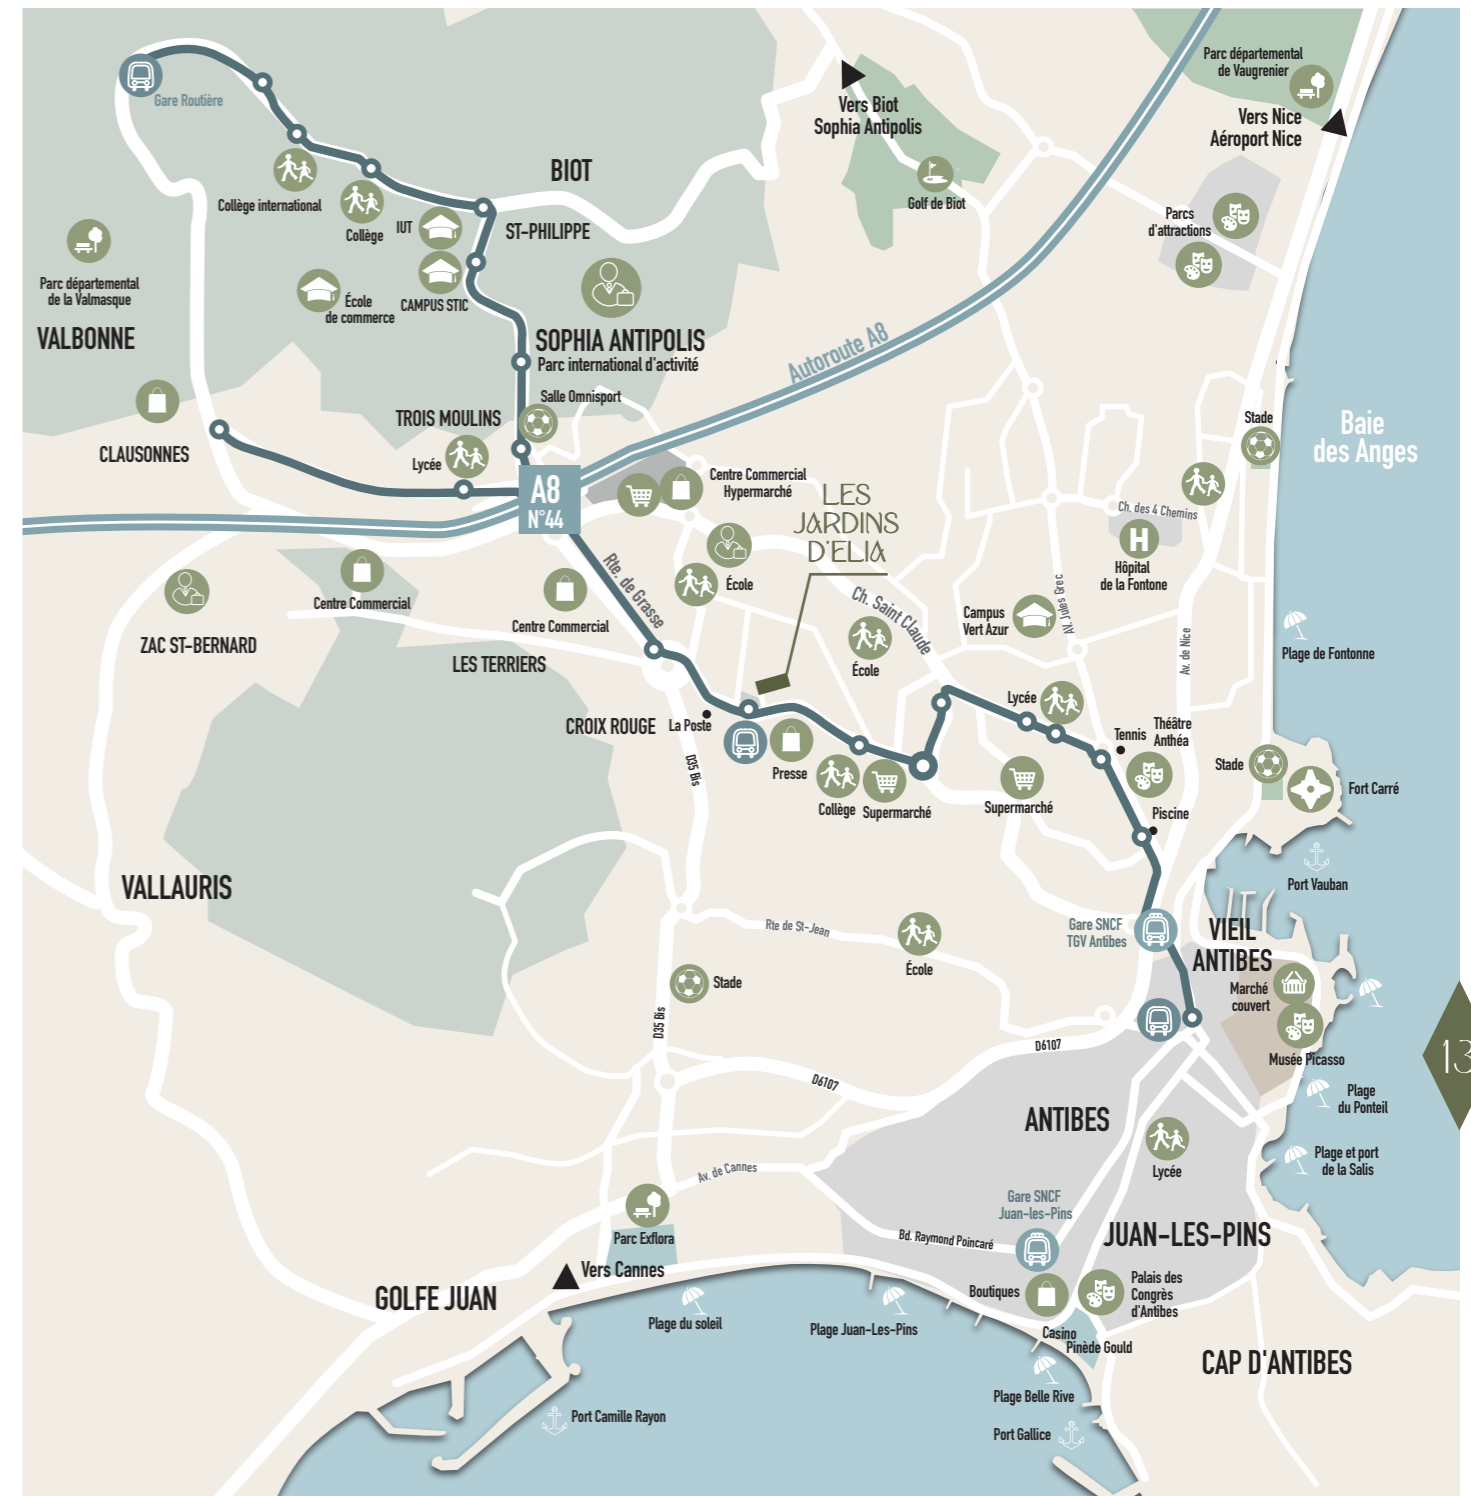 Parc départemental
de Vaugrenier
Vers Nice
Aéroport Nice
Vers Biot
Sophia Antipolis
Gare Routière
BIOT
Golf de Biot
Parcs
d'attractions
Collège international
Collège
IUT
ST-PHILIPPE
Parc départemental
de la Valmasque
École
de commerce
CAMPUS STIC
VALBONNE
SOPHIA ANTIPOLIS
Parc international d'activité
Autoroute A8
Salle Omnisport
TROIS MOULINS
Stade
Baie
des Anges
CLAUSONNES
Lycée
A8
N°44
Centre Commercial
Hypermarché
LES
JARDINS
D'ELIA
Ch. des 4 Chemins
Hôpital
de la Fontone
Rte. de Grasse
École
Centre Commercial
Centre Commercial
Ch. Saint Claude
Campus
Vert Azur
Av. Jules Grec
Av. de Nice
ZAC ST-BERNARD
LES TERRIERS
École
Plage de Fontonne
CROIX ROUGE
La Poste
Lycée
Tennis
Théâtre
Anthéa
D35 Bis
Presse
Collège
Supermarché
Supermarché
Stade
Fort Carré
Piscine
VALLAURIS
Port Vauban
Rte de St-Jean
École
Gare SNCF
TGV Antibes
VIEIL
ANTIBES
Marché
couvert
Stade
D35 Bis
D6107
Musée Picasso
13
D6107
Plage
du Ponteil
ANTIBES
Lycée
Plage et port
de la Salis
Av. de Cannes
Gare SNCF
Juan-les-Pins
Bd. Raymond Poincaré
JUAN-LES-PINS
Parc Exflora
Vers Cannes
GOLFE JUAN
Boutiques
Palais des
Congrès
d'Antibes
Plage du soleil
Plage Juan-Les-Pins
Casino
Pinède Gould
CAP D'ANTIBES
Plage Belle Rive
Port Camille Rayon
Port Gallice
H